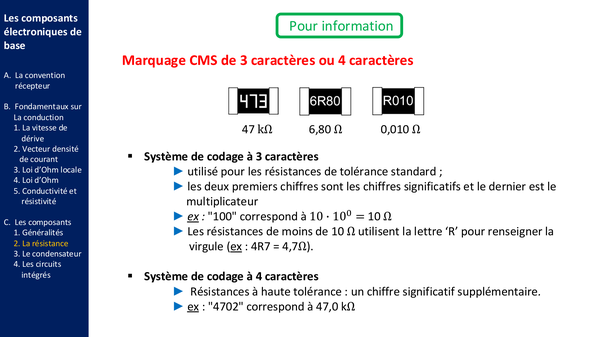 Les composants
électroniques de
base
A. La convention
récepteur
B. Fondamentaux sur
La conduction
1. La vitesse de
dérive
2. Vecteur densité
de courant
3. Loi d’Ohm locale
4. Loi d’Ohm
5. Conductivité et
résistivité
C. Les composants
1. Généralités
2. La résistance
3. Le condensateur
4. Les circuits
intégrés
Pour information
Marquage CMS de 3 caractères ou 4 caractères
473 6R80 R010
47 kΩ 6,80 Ω 0,010 Ω
▪ Système de codage à 3 caractères
► utilisé pour les résistances de tolérance standard ;
► les deux premiers chiffres sont les chiffres significatifs et le dernier est le
multiplicateur
► ex : "100" correspond à 10 · 10⁰ = 10 Ω
► Les résistances de moins de 10 Ω utilisent la lettre ‘R’ pour renseigner la
virgule (ex : 4R7 = 4,7Ω).
▪ Système de codage à 4 caractères
► Résistances à haute tolérance : un chiffre significatif supplémentaire.
► ex : "4702" correspond à 47,0 kΩ